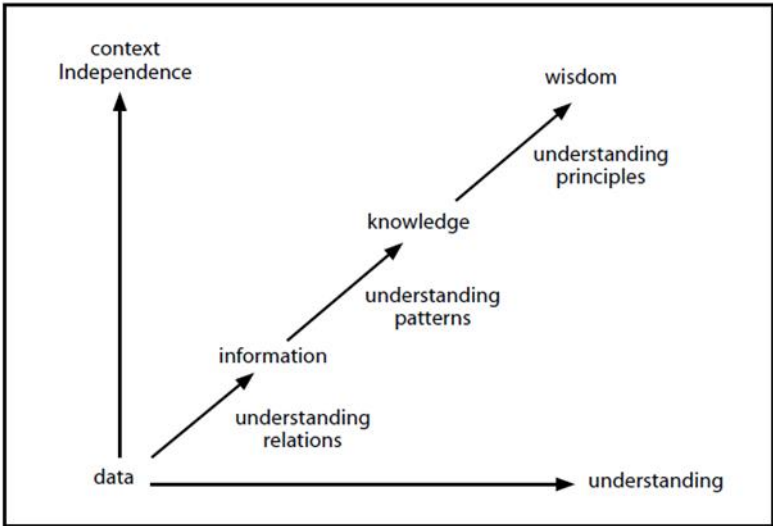 context
Independence
wisdom
understanding
principles
knowledge
understanding
patterns
information
understanding
relations
data
understanding